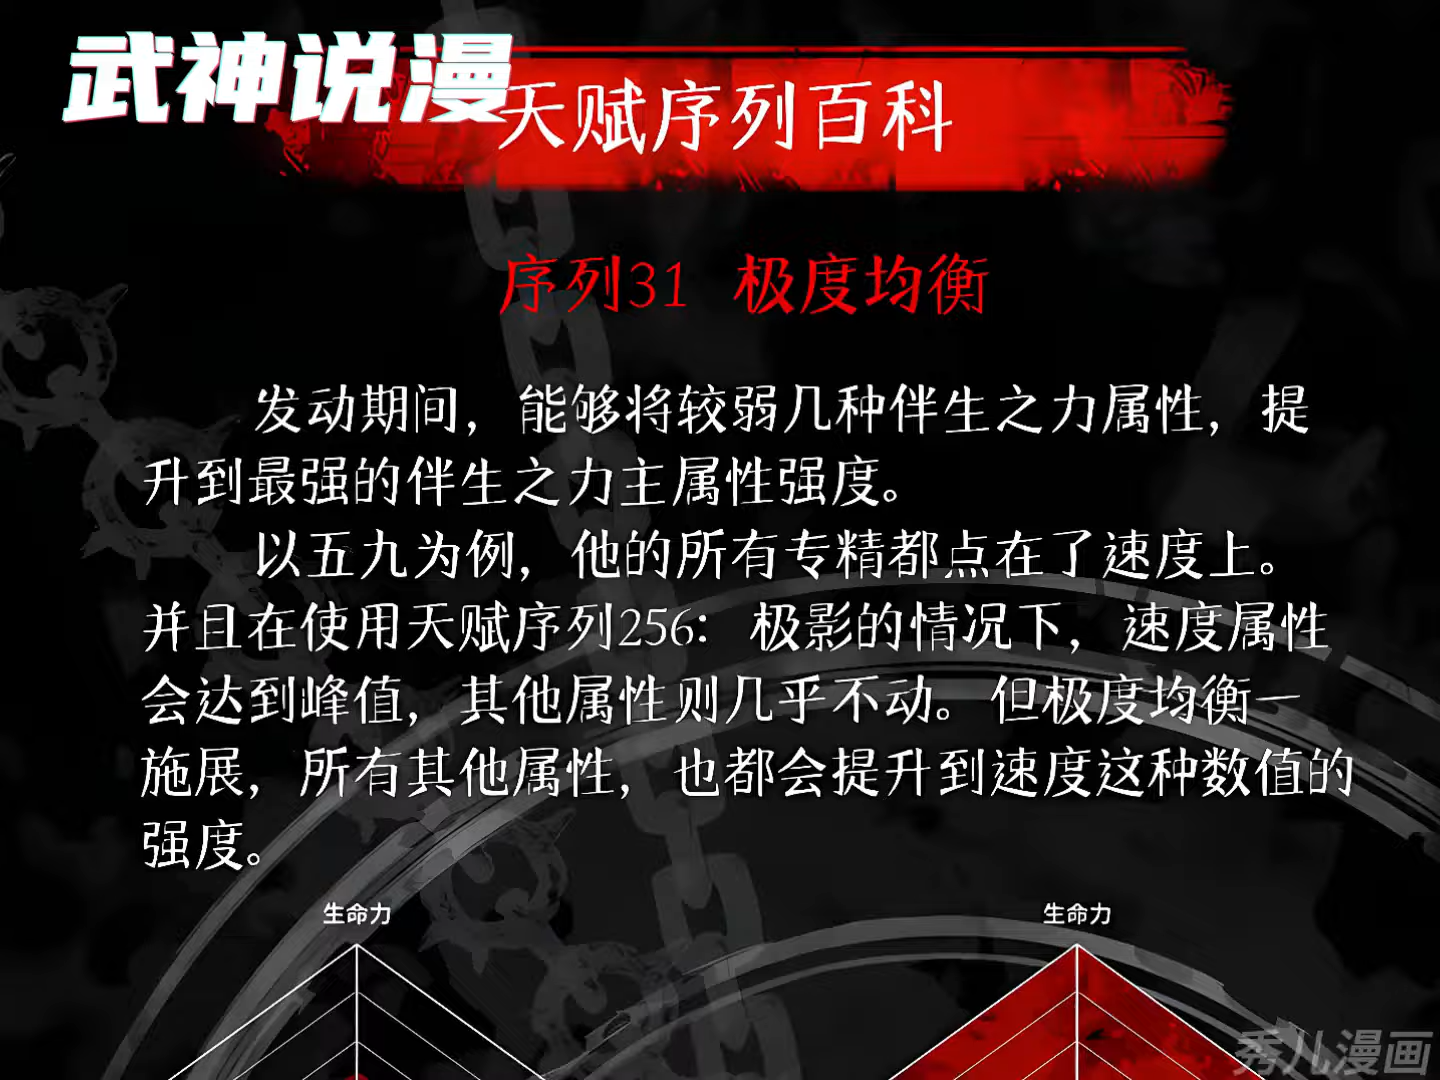 武神说漫
天赋序列百科
序列31 极度均衡
发动期间，能够将较弱几种伴生之力属性，提
升到最强的伴生之力主属性强度。
以五九为例，他的所有专精都点在了速度上。
并且在使用天赋序列256：极影的情况下，速度属性
会达到峰值，其他属性则几乎不动。但极度均衡一
施展，所有其他属性，也都会提升到速度这种数值的
强度。
生命力 生命力
秀儿漫画